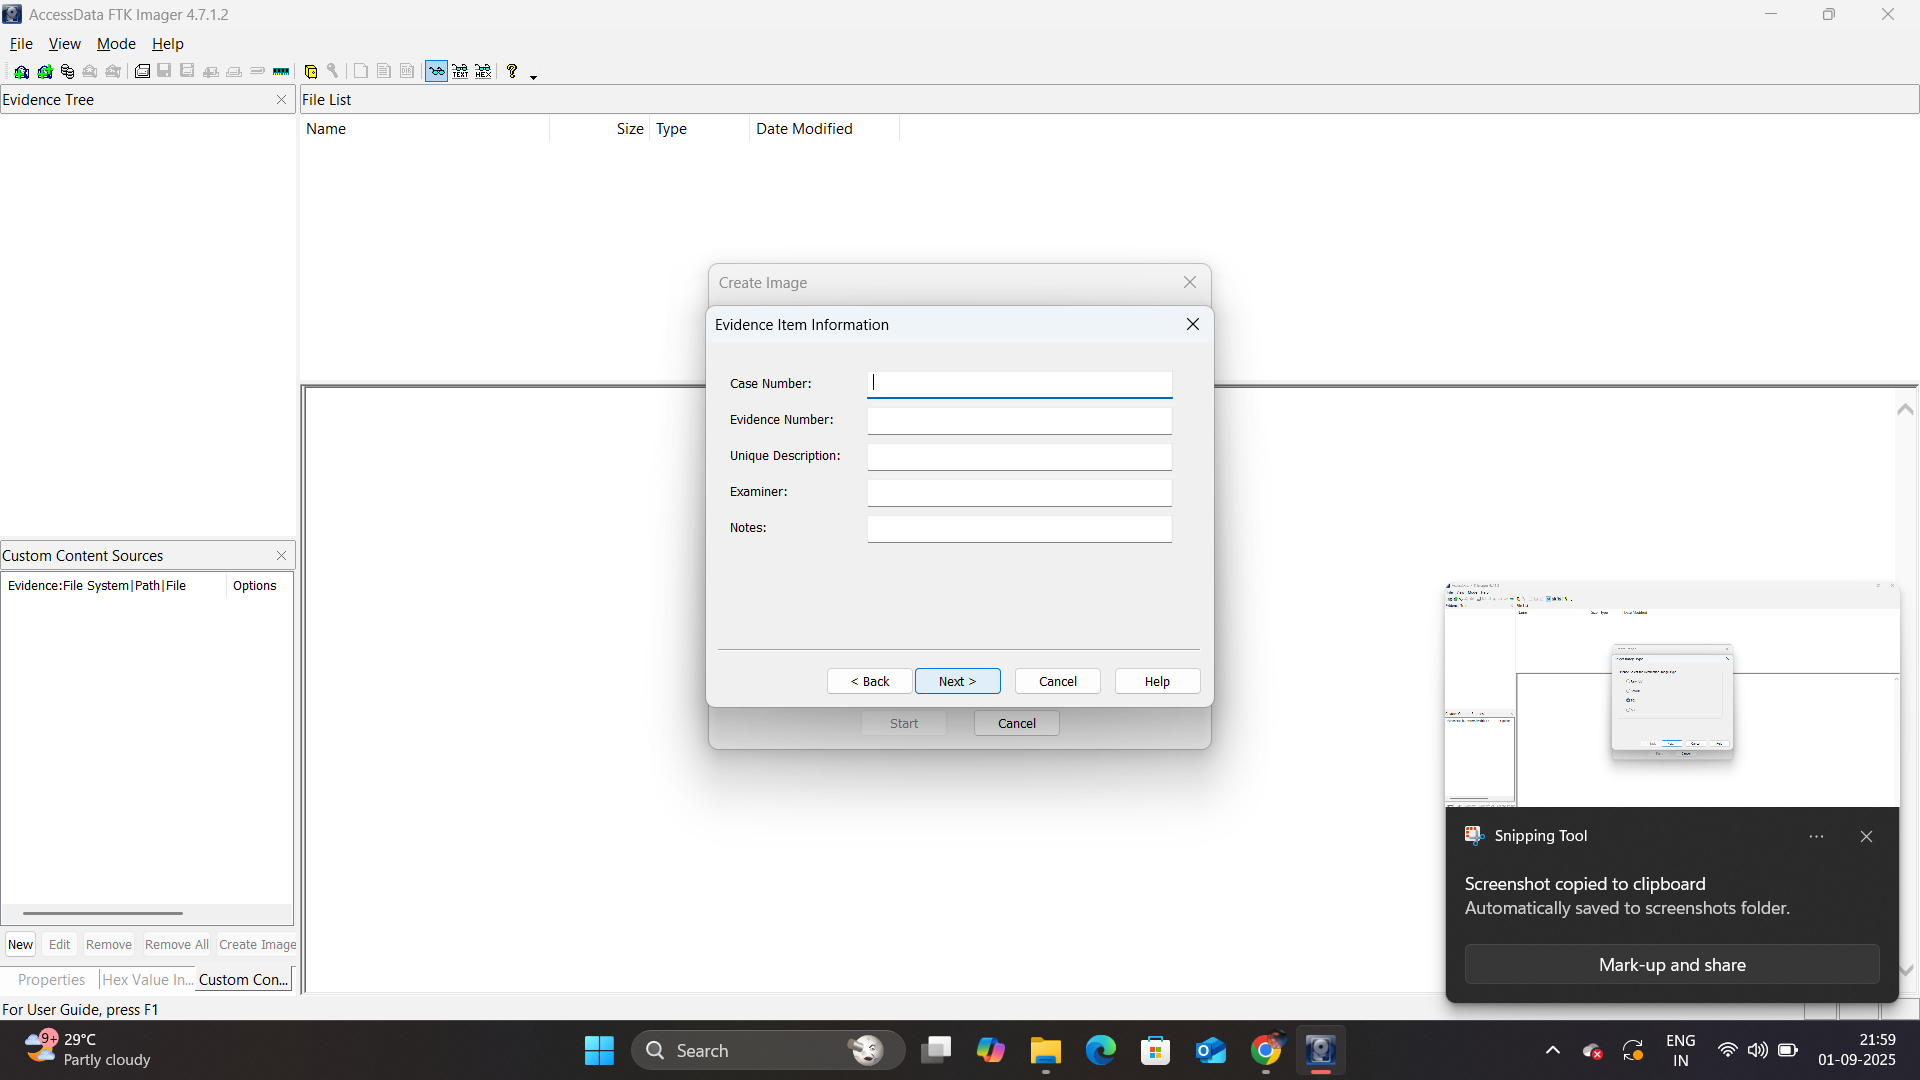 AccessData FTK Imager 4.7.1.2
File View Mode Help
TEXT HEX
Evidence Tree
File List
Name Size Type Date Modified
Create Image
Evidence Item Information
Case Number:
Evidence Number:
Unique Description:
Examiner:
Notes:
< Back Next > Cancel Help
Start Cancel
Custom Content Sources
Evidence:File System|Path|File Options
New Edit Remove Remove All Create Image
Properties Hex Value In... Custom Con...
For User Guide, press F1
Snipping Tool
Screenshot copied to clipboard
Automatically saved to screenshots folder.
Mark-up and share
9+ 29°C
Partly cloudy
Search
ENG
IN
21:59
01-09-2025